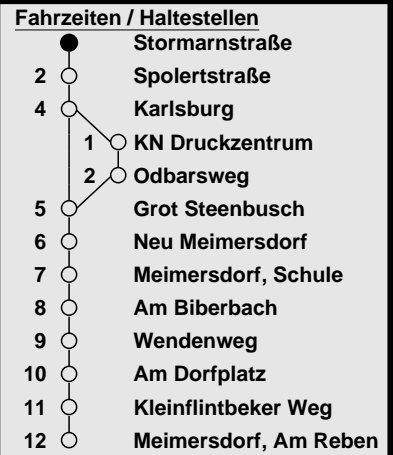 Fahrzeiten / Haltestellen
Stormarnstraße
2 Spolertstraße
4 Karlsburg
1 KN Druckzentrum
2 Odbarsweg
5 Grot Steenbusch
6 Neu Meimersdorf
7 Meimersdorf, Schule
8 Am Biberbach
9 Wendenweg
10 Am Dorfplatz
11 Kleinflintbeker Weg
12 Meimersdorf, Am Reben